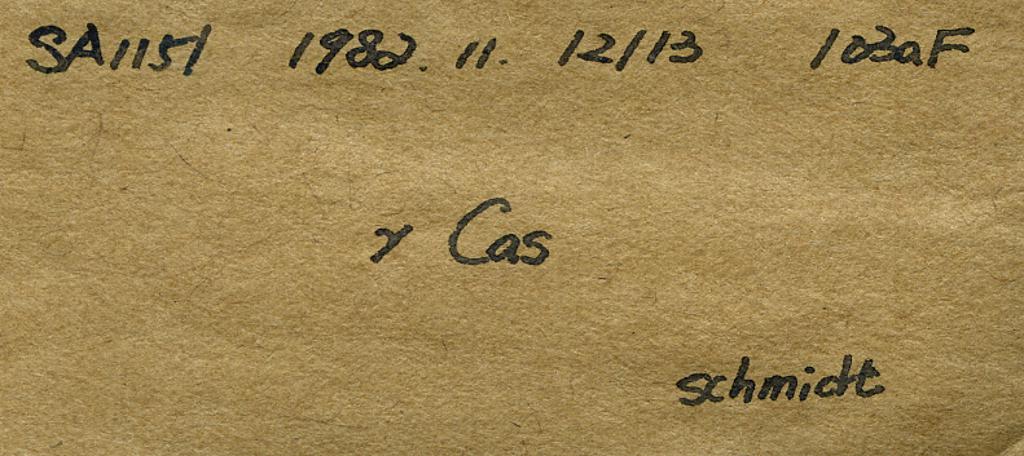 SA1151 1982. 11. 12/13 103aF
γ Cas
schmidt